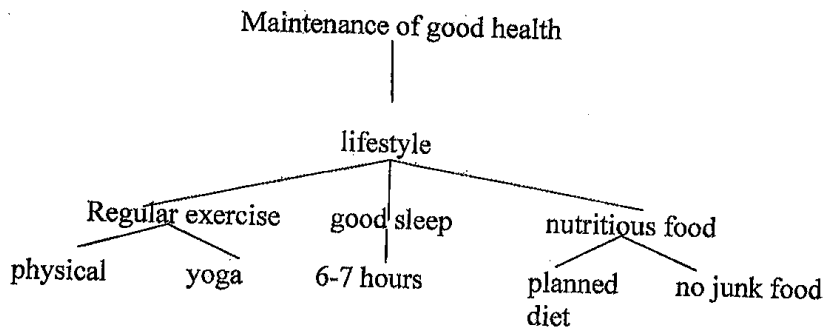 Maintenance of good health
lifestyle
Regular exercise
good sleep
nutritious food
physical
yoga
6-7 hours
planned
diet
no junk food